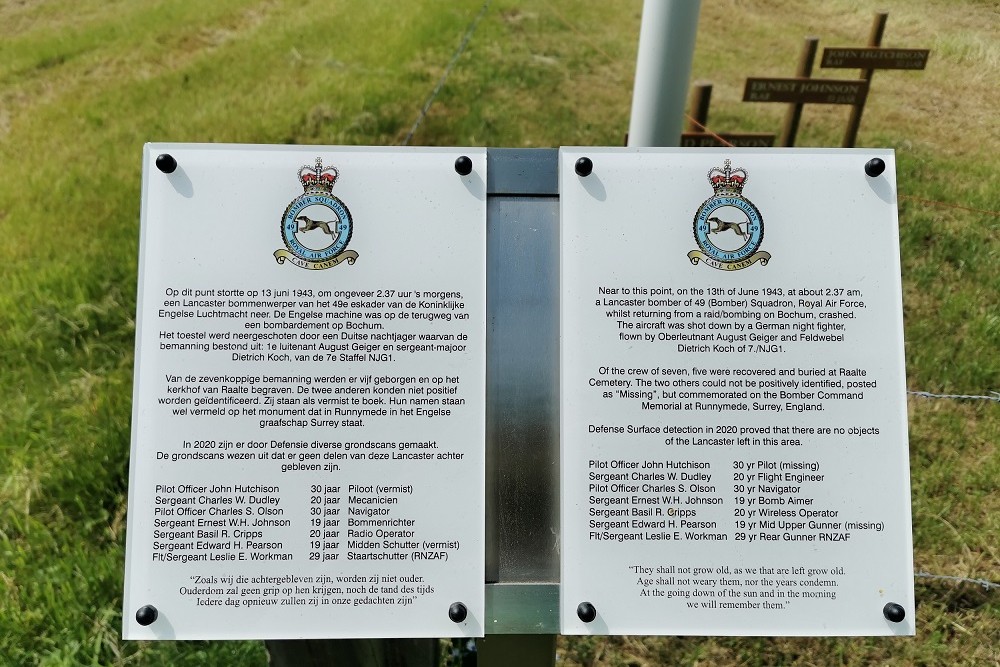 JOHN HUTCHISON
ERNEST JOHNSON
BOMBER SQUADRON
49 49
ROYAL AIR FORCE
CAVE CANEM
Op dit punt stortte op 13 juni 1943, om ongeveer 2.37 uur 's morgens,
een Lancaster bommenwerper van het 49e eskader van de Koninklijke
Engelse Luchtmacht neer. De Engelse machine was op de terugweg van
een bombardement op Bochum.
Het toestel werd neergeschoten door een Duitse nachtjager waarvan de
bemanning bestond uit: 1e luitenant August Geiger en sergeant-majoor
Dietrich Koch, van de 7e Staffel NJG1.
Van de zevenkoppige bemanning werden er vijf geborgen en op het
kerkhof van Raalte begraven. De twee anderen konden niet positief
worden geïdentificeerd. Zij staan als vermist te boek. Hun namen staan
wel vermeld op het monument dat in Runnymede in het Engelse
graafschap Surrey staat.
In 2020 zijn er door Defensie diverse grondscans gemaakt.
De grondscans wezen uit dat er geen delen van deze Lancaster achter
gebleven zijn.
Pilot Officer John Hutchison 30 jaar Piloot (vermist)
Sergeant Charles W. Dudley 20 jaar Mecanicien
Pilot Officer Charles S. Olson 30 jaar Navigator
Sergeant Ernest W.H. Johnson 19 jaar Bommenrichter
Sergeant Basil R. Cripps 20 jaar Radio Operator
Sergeant Edward H. Pearson 19 jaar Midden Schutter (vermist)
Flt/Sergeant Leslie E. Workman 29 jaar Staartschutter (RNZAF)
“Zoals wij die achtergebleven zijn, worden zij niet ouder.
Ouderdom zal geen grip op hen krijgen, noch de tand des tijds
Iedere dag opnieuw zullen zij in onze gedachten zijn”
BOMBER SQUADRON
49 49
ROYAL AIR FORCE
CAVE CANEM
Near to this point, on the 13th of June 1943, at about 2.37 am,
a Lancaster bomber of 49 (Bomber) Squadron, Royal Air Force,
whilst returning from a raid/bombing on Bochum, crashed.
The aircraft was shot down by a German night fighter,
flown by Oberleutnant August Geiger and Feldwebel
Dietrich Koch of 7./NJG1.
Of the crew of seven, five were recovered and buried at Raalte
Cemetery. The two others could not be positively identified, posted
as "Missing", but commemorated on the Bomber Command
Memorial at Runnymede, Surrey, England.
Defense Surface detection in 2020 proved that there are no objects
of the Lancaster left in this area.
Pilot Officer John Hutchison 30 yr Pilot (missing)
Sergeant Charles W. Dudley 20 yr Flight Engineer
Pilot Officer Charles S. Olson 30 yr Navigator
Sergeant Ernest W.H. Johnson 19 yr Bomb Aimer
Sergeant Basil R. Cripps 20 yr Wireless Operator
Sergeant Edward H. Pearson 19 yr Mid Upper Gunner (missing)
Flt/Sergeant Leslie E. Workman 29 yr Rear Gunner RNZAF
“They shall not grow old, as we that are left grow old.
Age shall not weary them, nor the years condemn.
At the going down of the sun and in the morning
we will remember them.”